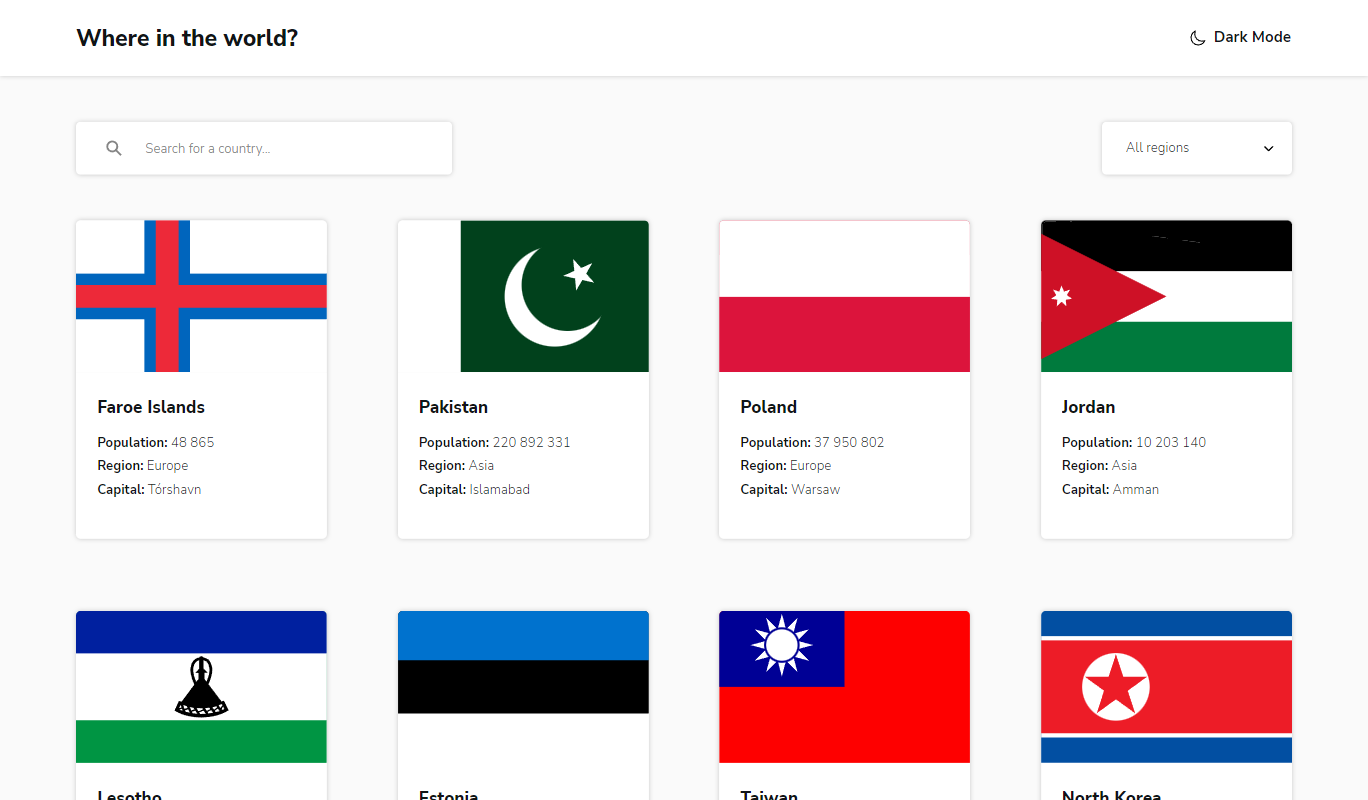 Where in the world?
Dark Mode
Search for a country...
All regions
Faroe Islands
Population: 48 865
Region: Europe
Capital: Tórshavn
Pakistan
Population: 220 892 331
Region: Asia
Capital: Islamabad
Poland
Population: 37 950 802
Region: Europe
Capital: Warsaw
Jordan
Population: 10 203 140
Region: Asia
Capital: Amman
Lesotho
Estonia
Taiwan
North Korea